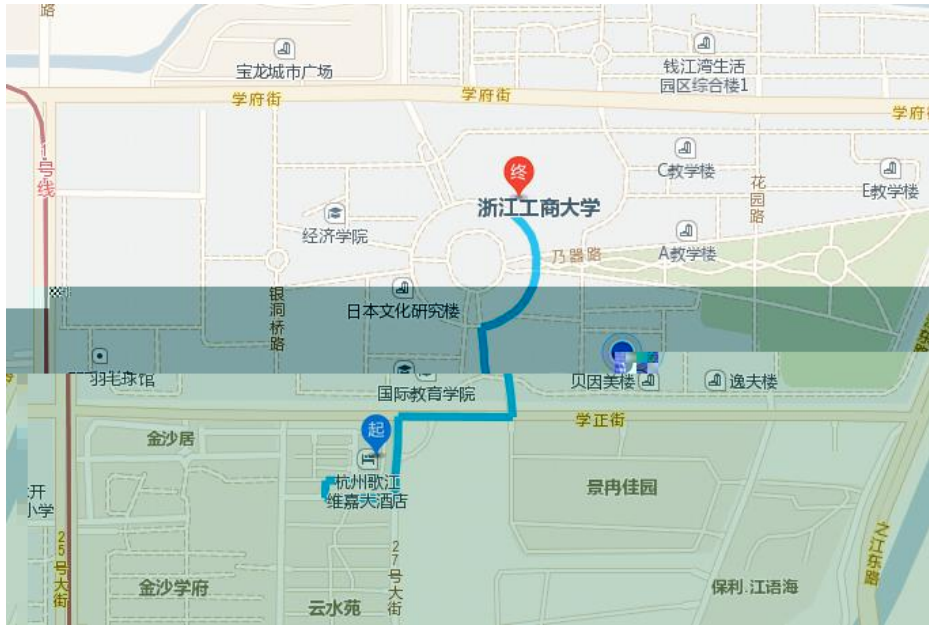 路
宝龙城市广场
钱江湾生活
园区综合楼1
学府街
学府街
学府
1号线
C教学楼
花园路
E教学楼
终
浙江工商大学
经济学院
乃器路
A教学楼
银洞桥路
日本文化研究楼
羽毛球馆
国际教育学院
贝因美楼
逸夫楼
学正街
起
金沙居
杭州歌江
维嘉大酒店
景冉佳园
开
小学
25号大街
27号大街
之江东路
金沙学府
云水苑
保利.江语海